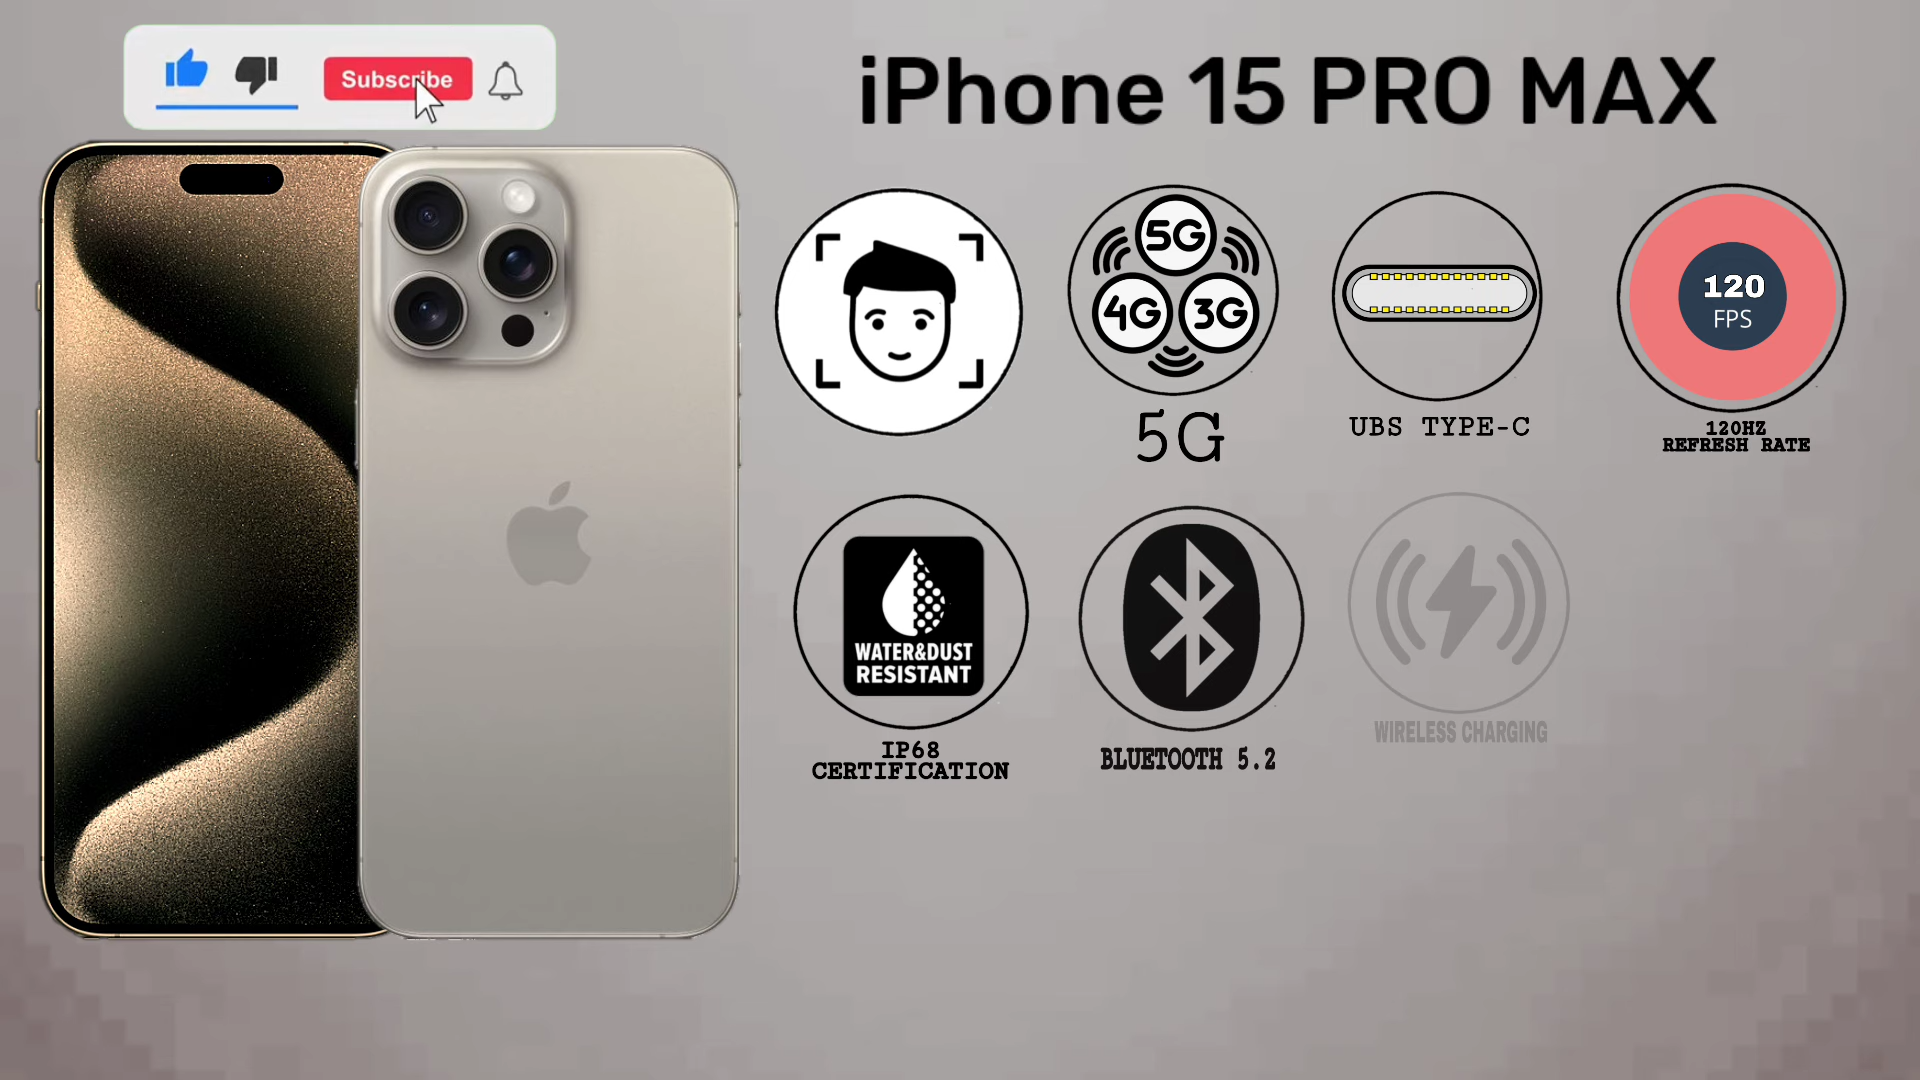 Subscribe
iPhone 15 PRO MAX
5G
4G 3G
120
FPS
5G
UBS TYPE-C
120HZ
REFRESH RATE
WATER&DUST
RESISTANT
IP68
CERTIFICATION
BLUETOOTH 5.2
WIRELESS CHARGING